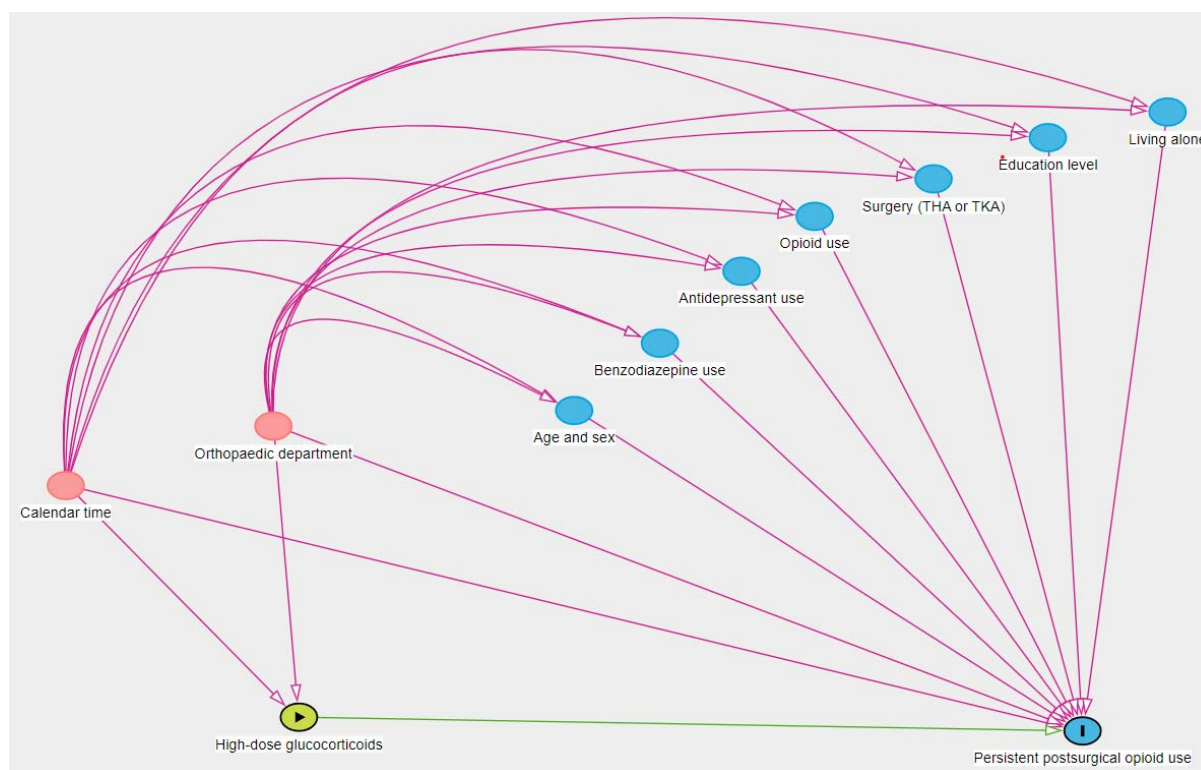 Living alone
Education level
Surgery (THA or TKA)
Opioid use
Antidepressant use
Benzodiazepine use
Age and sex
Orthopaedic department
Calendar time
High-dose glucocorticoids
Persistent postsurgical opioid use